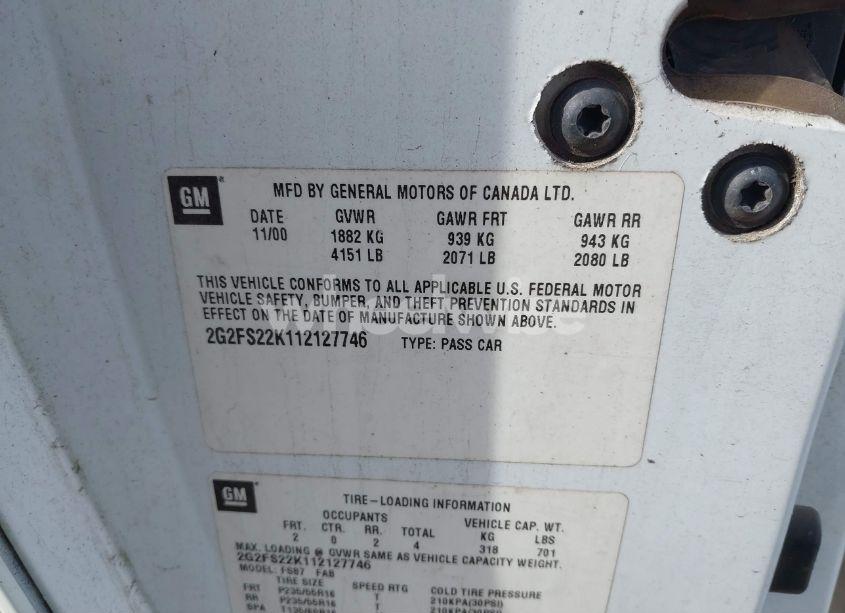 GM
MFD BY GENERAL MOTORS OF CANADA LTD.
DATE GVWR GAWR FRT GAWR RR
11/00 1882 KG 939 KG 943 KG
4151 LB 2071 LB 2080 LB
THIS VEHICLE CONFORMS TO ALL APPLICABLE U.S. FEDERAL MOTOR
VEHICLE SAFETY, BUMPER, AND THEFT PREVENTION STANDARDS IN
EFFECT ON THE DATE OF MANUFACTURE SHOWN ABOVE.
2G2FS22K112127746 TYPE: PASS CAR
GM
TIRE-LOADING INFORMATION
OCCUPANTS VEHICLE CAP. WT.
FRT. CTR. RR. TOTAL KG LBS
2 0 2 4 318 701
MAX. LOADING @ GVWR SAME AS VEHICLE CAPACITY WEIGHT.
2G2FS22K112127746
MODEL: FS87 FAB
TIRE SIZE SPEED RTG COLD TIRE PRESSURE
FRT P235/55R16 T 210KPA(30PSI)
RR P235/55R16 T 210KPA(30PSI)
SPA